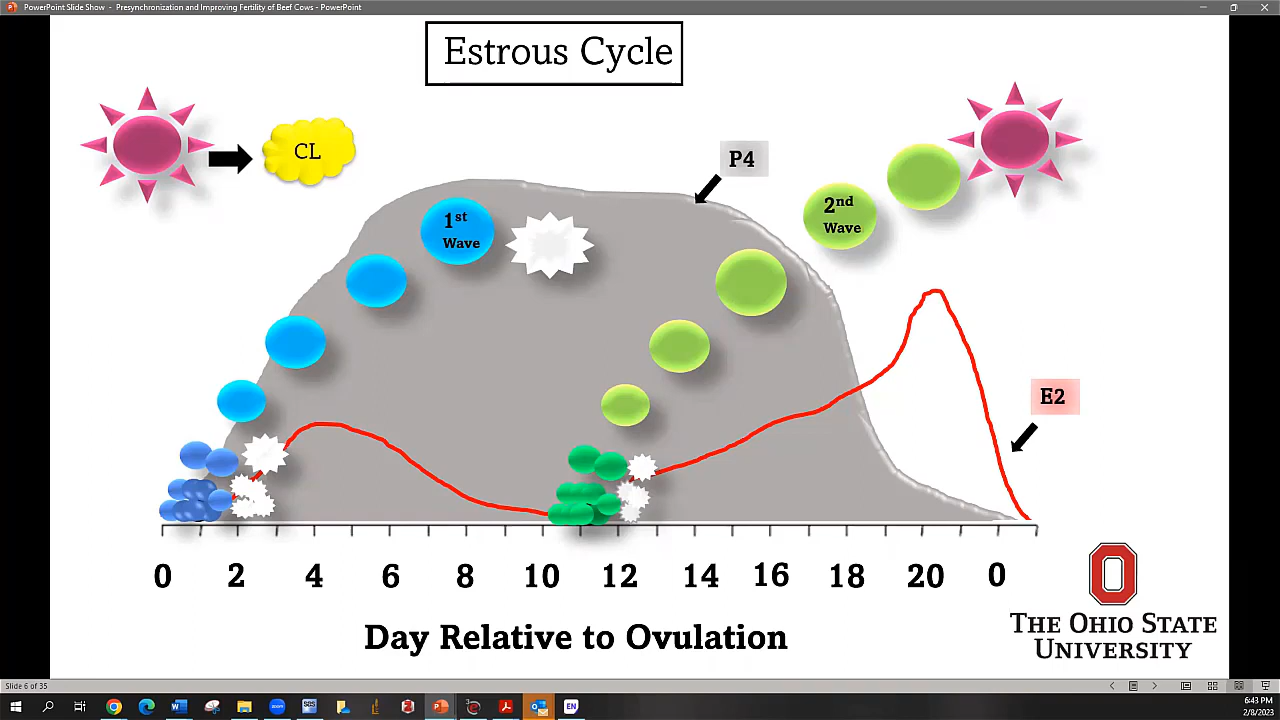 PowerPoint Slide Show - Presynchronization and Improving Fertility of Beef Cows - PowerPoint
Estrous Cycle
CL
P4
1st
Wave
2nd
Wave
E2
0 2 4 6 8 10 12 14 16 18 20 0
Day Relative to Ovulation
THE OHIO STATE
UNIVERSITY
Slide 6 of 35
zoom
EN
6:43 PM
2/8/2023